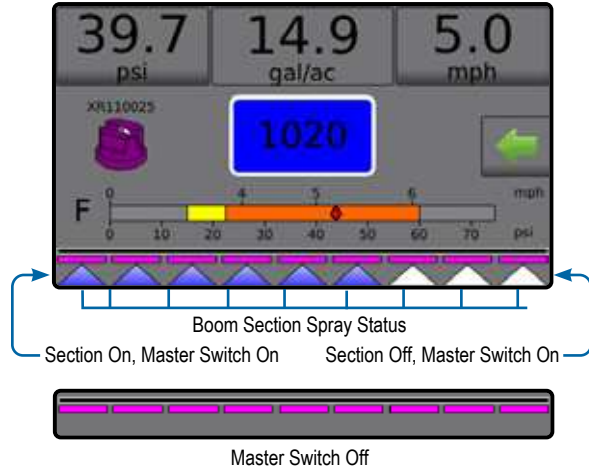 39.7 14.9 5.0
psi gal/ac mph
XR110025
1020
0 4 5 6 mph
F
0 10 20 30 40 50 60 70 psi
Boom Section Spray Status
Section On, Master Switch On Section Off, Master Switch On
Master Switch Off